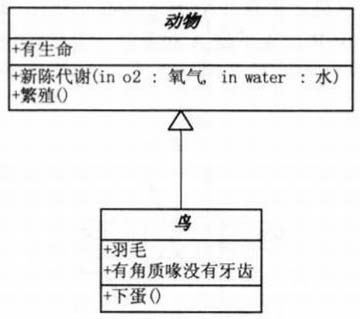 动物
+有生命
+新陈代谢(in o2 : 氧气, in water : 水)
+繁殖()
鸟
+羽毛
+有角质喙没有牙齿
+下蛋()